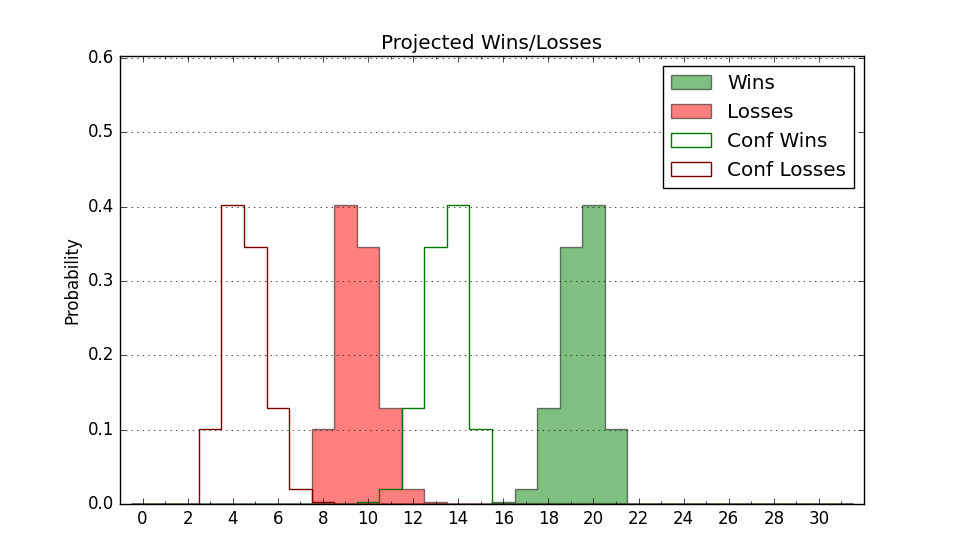 Projected Wins/Losses
0.6
0.5
0.4
0.3
0.2
0.1
0.0
Probability
Wins
Losses
Conf Wins
Conf Losses
0 2 4 6 8 10 12 14 16 18 20 22 24 26 28 30